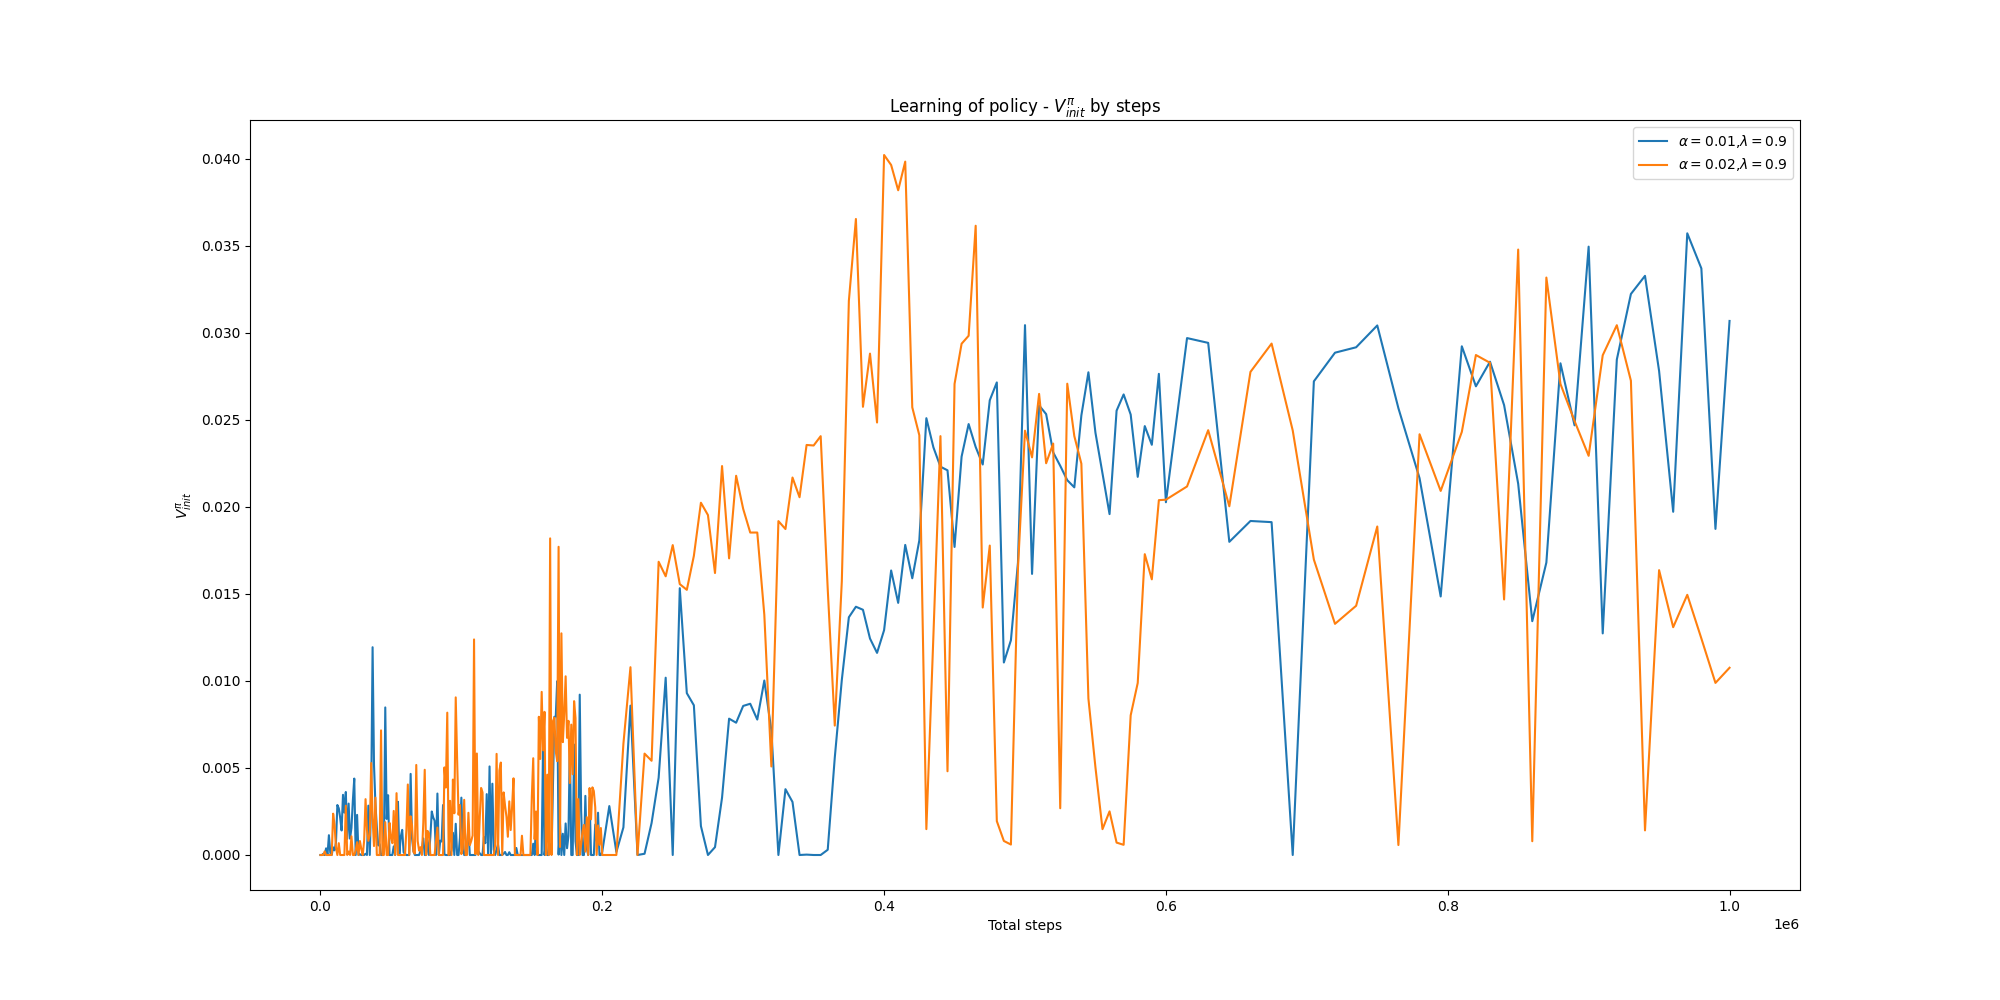 Learning of policy - $V^{\pi}_{init}$ by steps
α = 0.01,λ = 0.9
α = 0.02,λ = 0.9
0.040
0.035
0.030
0.025
0.020
0.015
0.010
0.005
0.000
$V^{\pi}_{init}$
0.0 0.2 0.4 0.6 0.8 1.0
Total steps
1e6